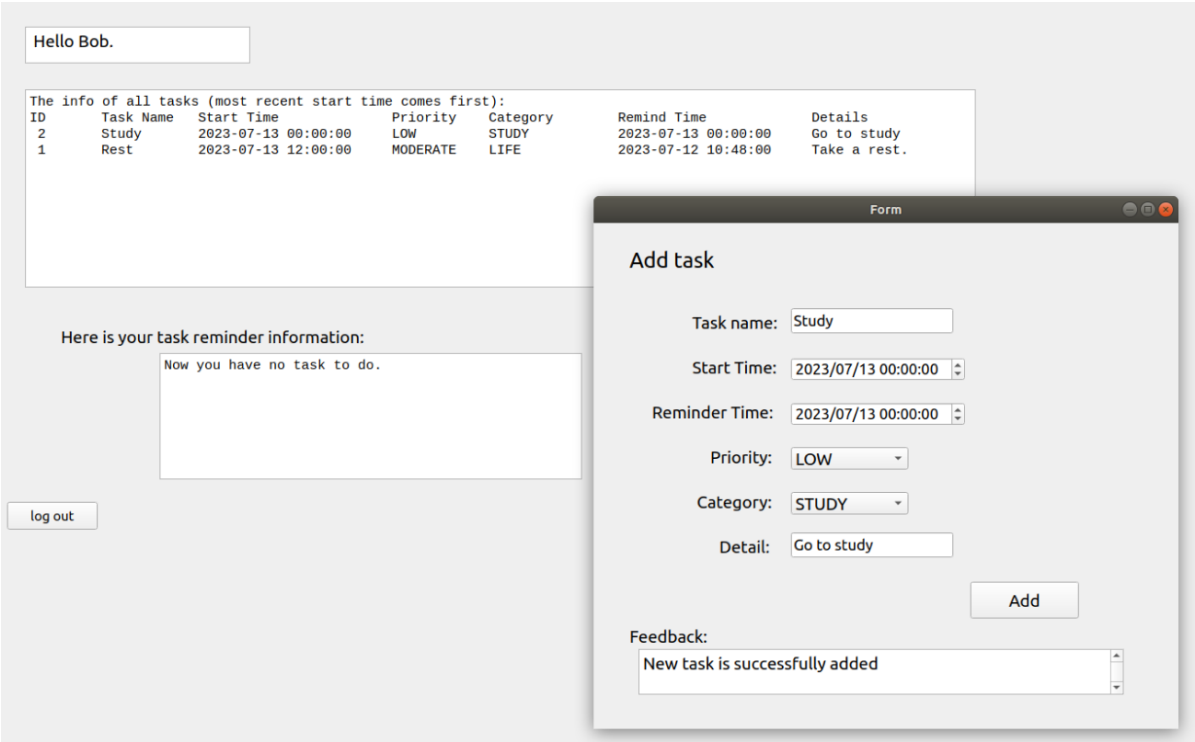 Hello Bob.
The info of all tasks (most recent start time comes first):
ID Task Name Start Time Priority Category Remind Time Details
2 Study 2023-07-13 00:00:00 LOW STUDY 2023-07-13 00:00:00 Go to study
1 Rest 2023-07-13 12:00:00 MODERATE LIFE 2023-07-12 10:48:00 Take a rest.
Here is your task reminder information:
Now you have no task to do.
log out
Form
Add task
Task name: Study
Start Time: 2023/07/13 00:00:00
Reminder Time: 2023/07/13 00:00:00
Priority: LOW
Category: STUDY
Detail: Go to study
Add
Feedback:
New task is successfully added